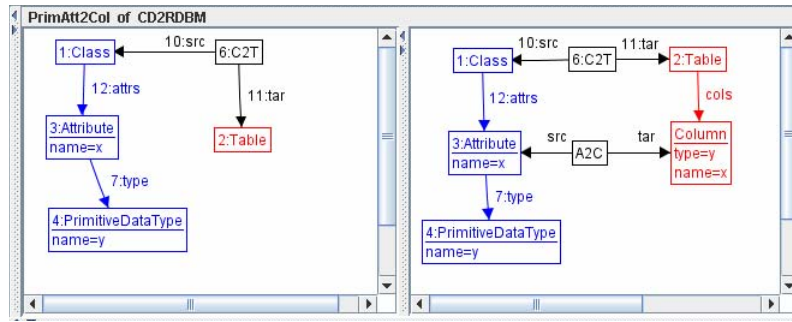 PrimAtt2Col of CD2RDBM
1:Class
10:src
6:C2T
12:attrs
11:tar
3:Attribute
name=x
2:Table
7:type
4:PrimitiveDataType
name=y
1:Class
10:src
6:C2T
11:tar
2:Table
12:attrs
cols
3:Attribute
name=x
src
A2C
tar
Column
type=y
name=x
7:type
4:PrimitiveDataType
name=y